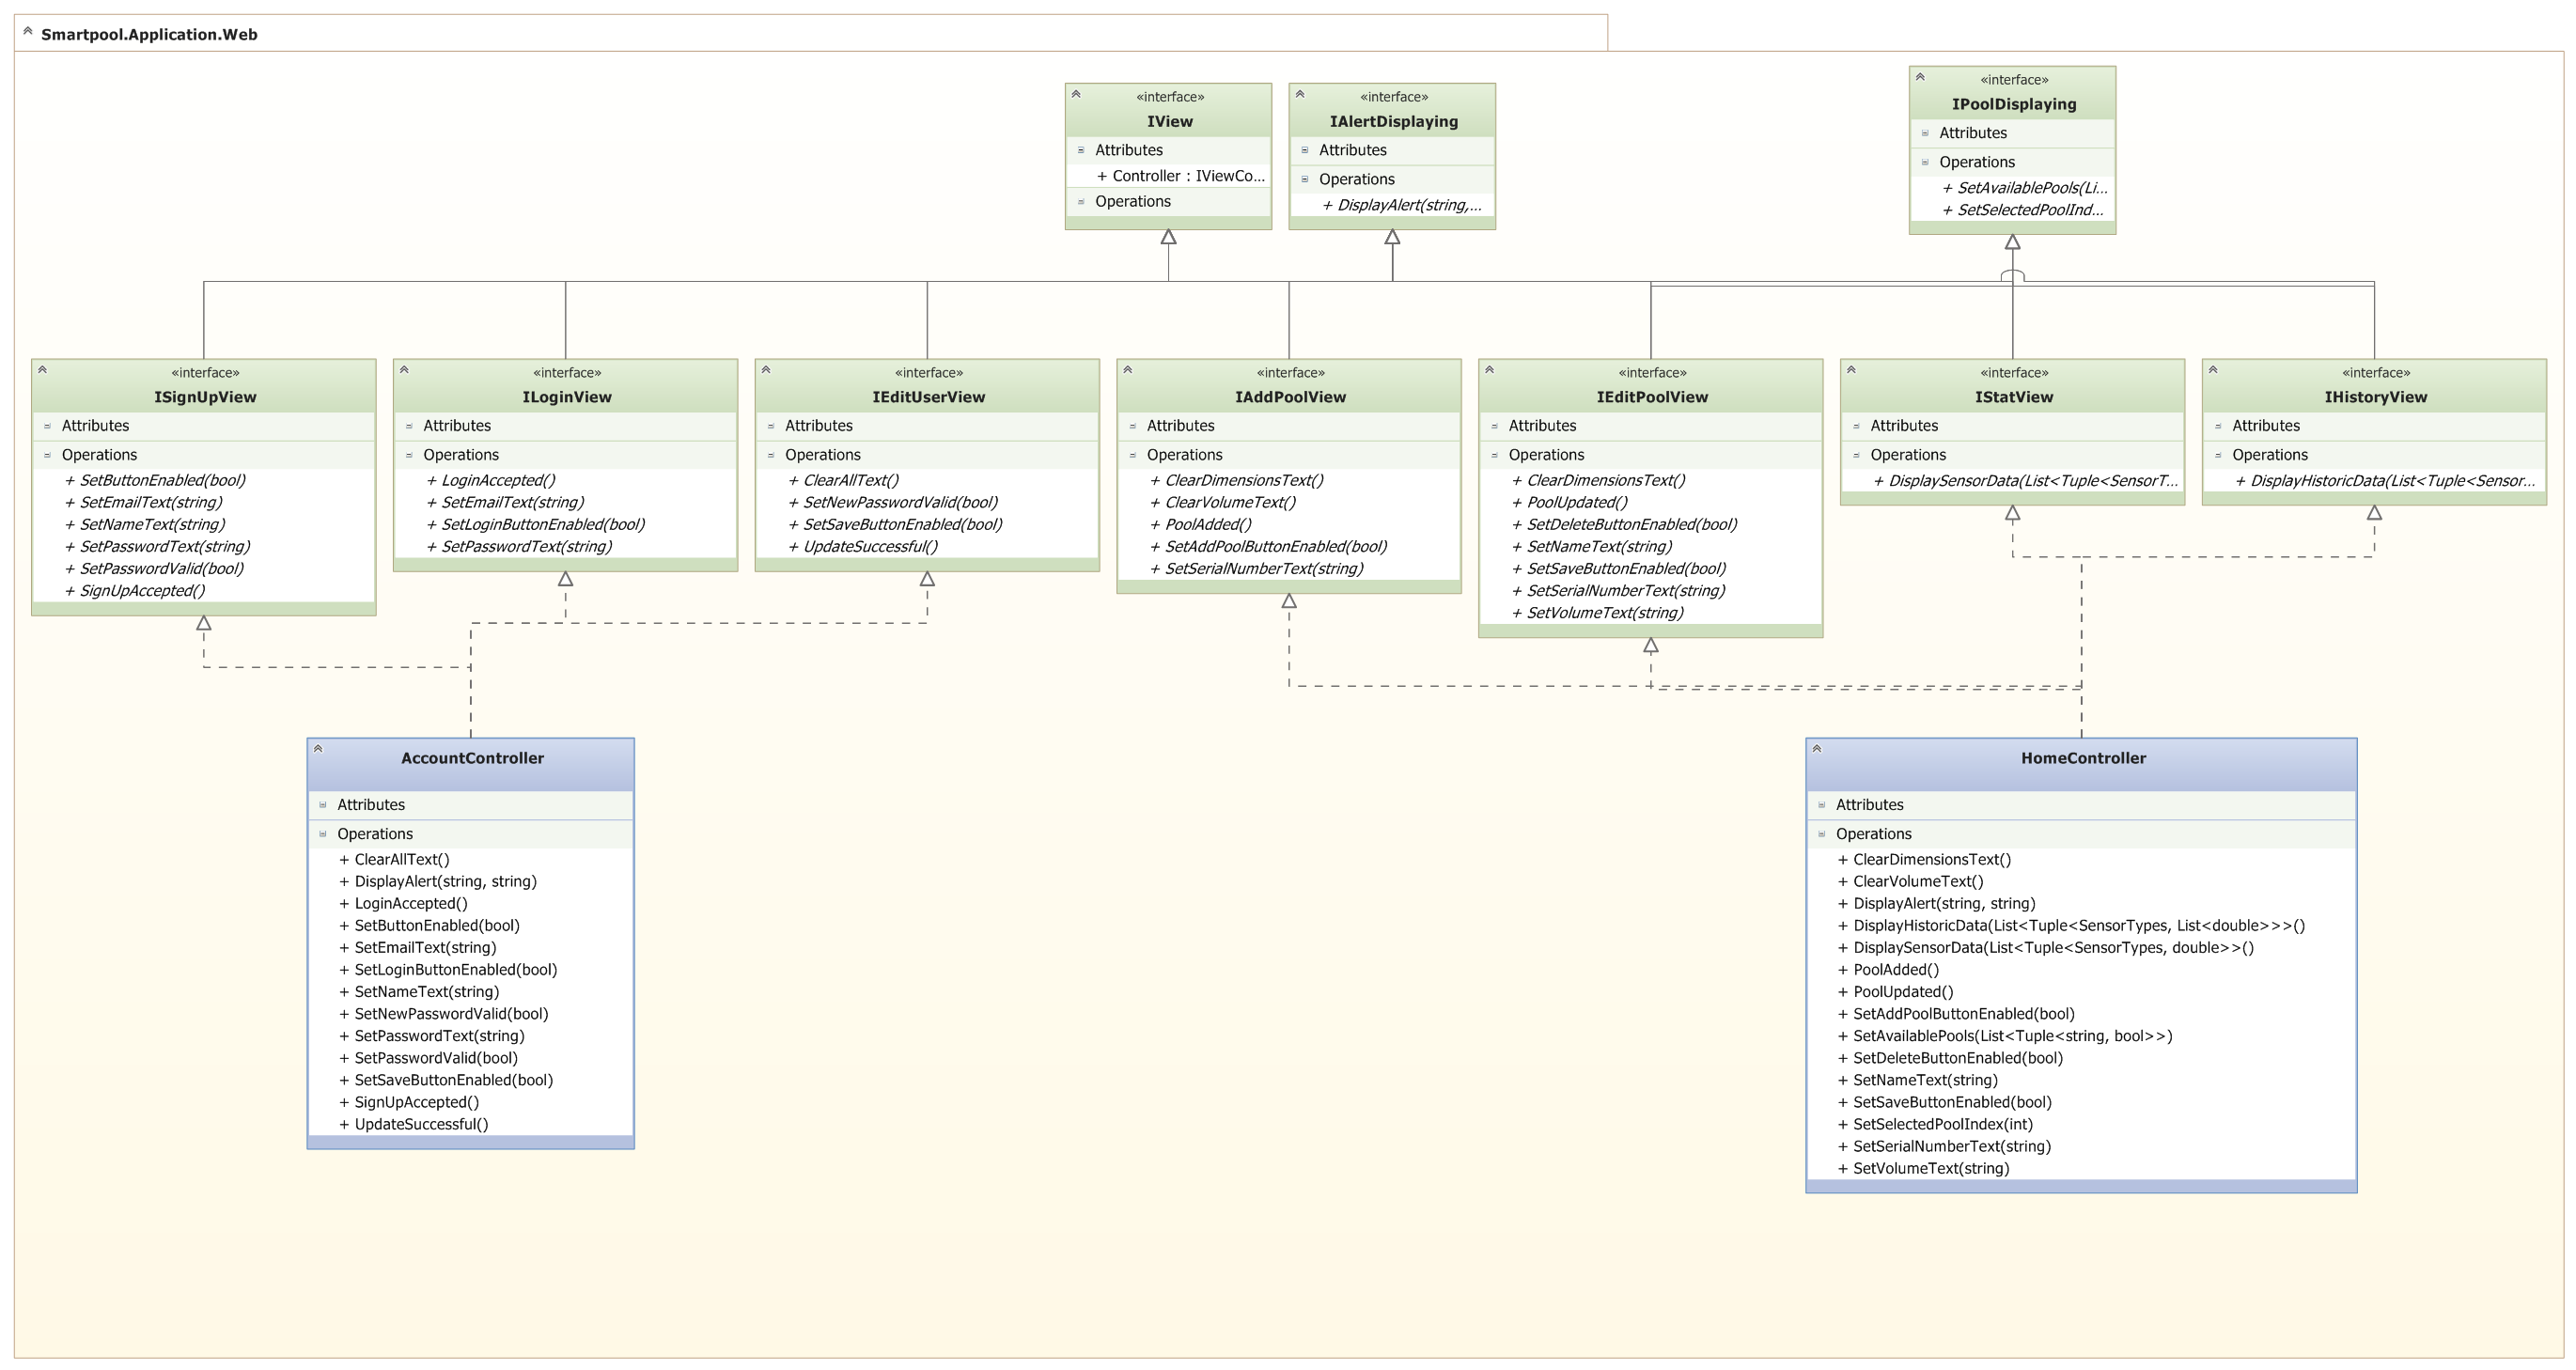 Smartpool.Application.Web
«interface»
IView
Attributes
+ Controller : IViewCo...
Operations
«interface»
IAlertDisplaying
Attributes
Operations
+ DisplayAlert(string,...
«interface»
IPoolDisplaying
Attributes
Operations
+ SetAvailablePools(Li...
+ SetSelectedPoolInd...
«interface»
ISignUpView
Attributes
Operations
+ SetButtonEnabled(bool)
+ SetEmailText(string)
+ SetNameText(string)
+ SetPasswordText(string)
+ SetPasswordValid(bool)
+ SignUpAccepted()
«interface»
ILoginView
Attributes
Operations
+ LoginAccepted()
+ SetEmailText(string)
+ SetLoginButtonEnabled(bool)
+ SetPasswordText(string)
«interface»
IEditUserView
Attributes
Operations
+ ClearAllText()
+ SetNewPasswordValid(bool)
+ SetSaveButtonEnabled(bool)
+ UpdateSuccessful()
«interface»
IAddPoolView
Attributes
Operations
+ ClearDimensionsText()
+ ClearVolumeText()
+ PoolAdded()
+ SetAddPoolButtonEnabled(bool)
+ SetSerialNumberText(string)
«interface»
IEditPoolView
Attributes
Operations
+ ClearDimensionsText()
+ PoolUpdated()
+ SetDeleteButtonEnabled(bool)
+ SetNameText(string)
+ SetSaveButtonEnabled(bool)
+ SetSerialNumberText(string)
+ SetVolumeText(string)
«interface»
IStatView
Attributes
Operations
+ DisplaySensorData(List<Tuple<SensorT...
«interface»
IHistoryView
Attributes
Operations
+ DisplayHistoricData(List<Tuple<Sensor...
AccountController
Attributes
Operations
+ ClearAllText()
+ DisplayAlert(string, string)
+ LoginAccepted()
+ SetButtonEnabled(bool)
+ SetEmailText(string)
+ SetLoginButtonEnabled(bool)
+ SetNameText(string)
+ SetNewPasswordValid(bool)
+ SetPasswordText(string)
+ SetPasswordValid(bool)
+ SetSaveButtonEnabled(bool)
+ SignUpAccepted()
+ UpdateSuccessful()
HomeController
Attributes
Operations
+ ClearDimensionsText()
+ ClearVolumeText()
+ DisplayAlert(string, string)
+ DisplayHistoricData(List<Tuple<SensorTypes, List<double>>>()
+ DisplaySensorData(List<Tuple<SensorTypes, double>>()
+ PoolAdded()
+ PoolUpdated()
+ SetAddPoolButtonEnabled(bool)
+ SetAvailablePools(List<Tuple<string, bool>>)
+ SetDeleteButtonEnabled(bool)
+ SetNameText(string)
+ SetSaveButtonEnabled(bool)
+ SetSelectedPoolIndex(int)
+ SetSerialNumberText(string)
+ SetVolumeText(string)